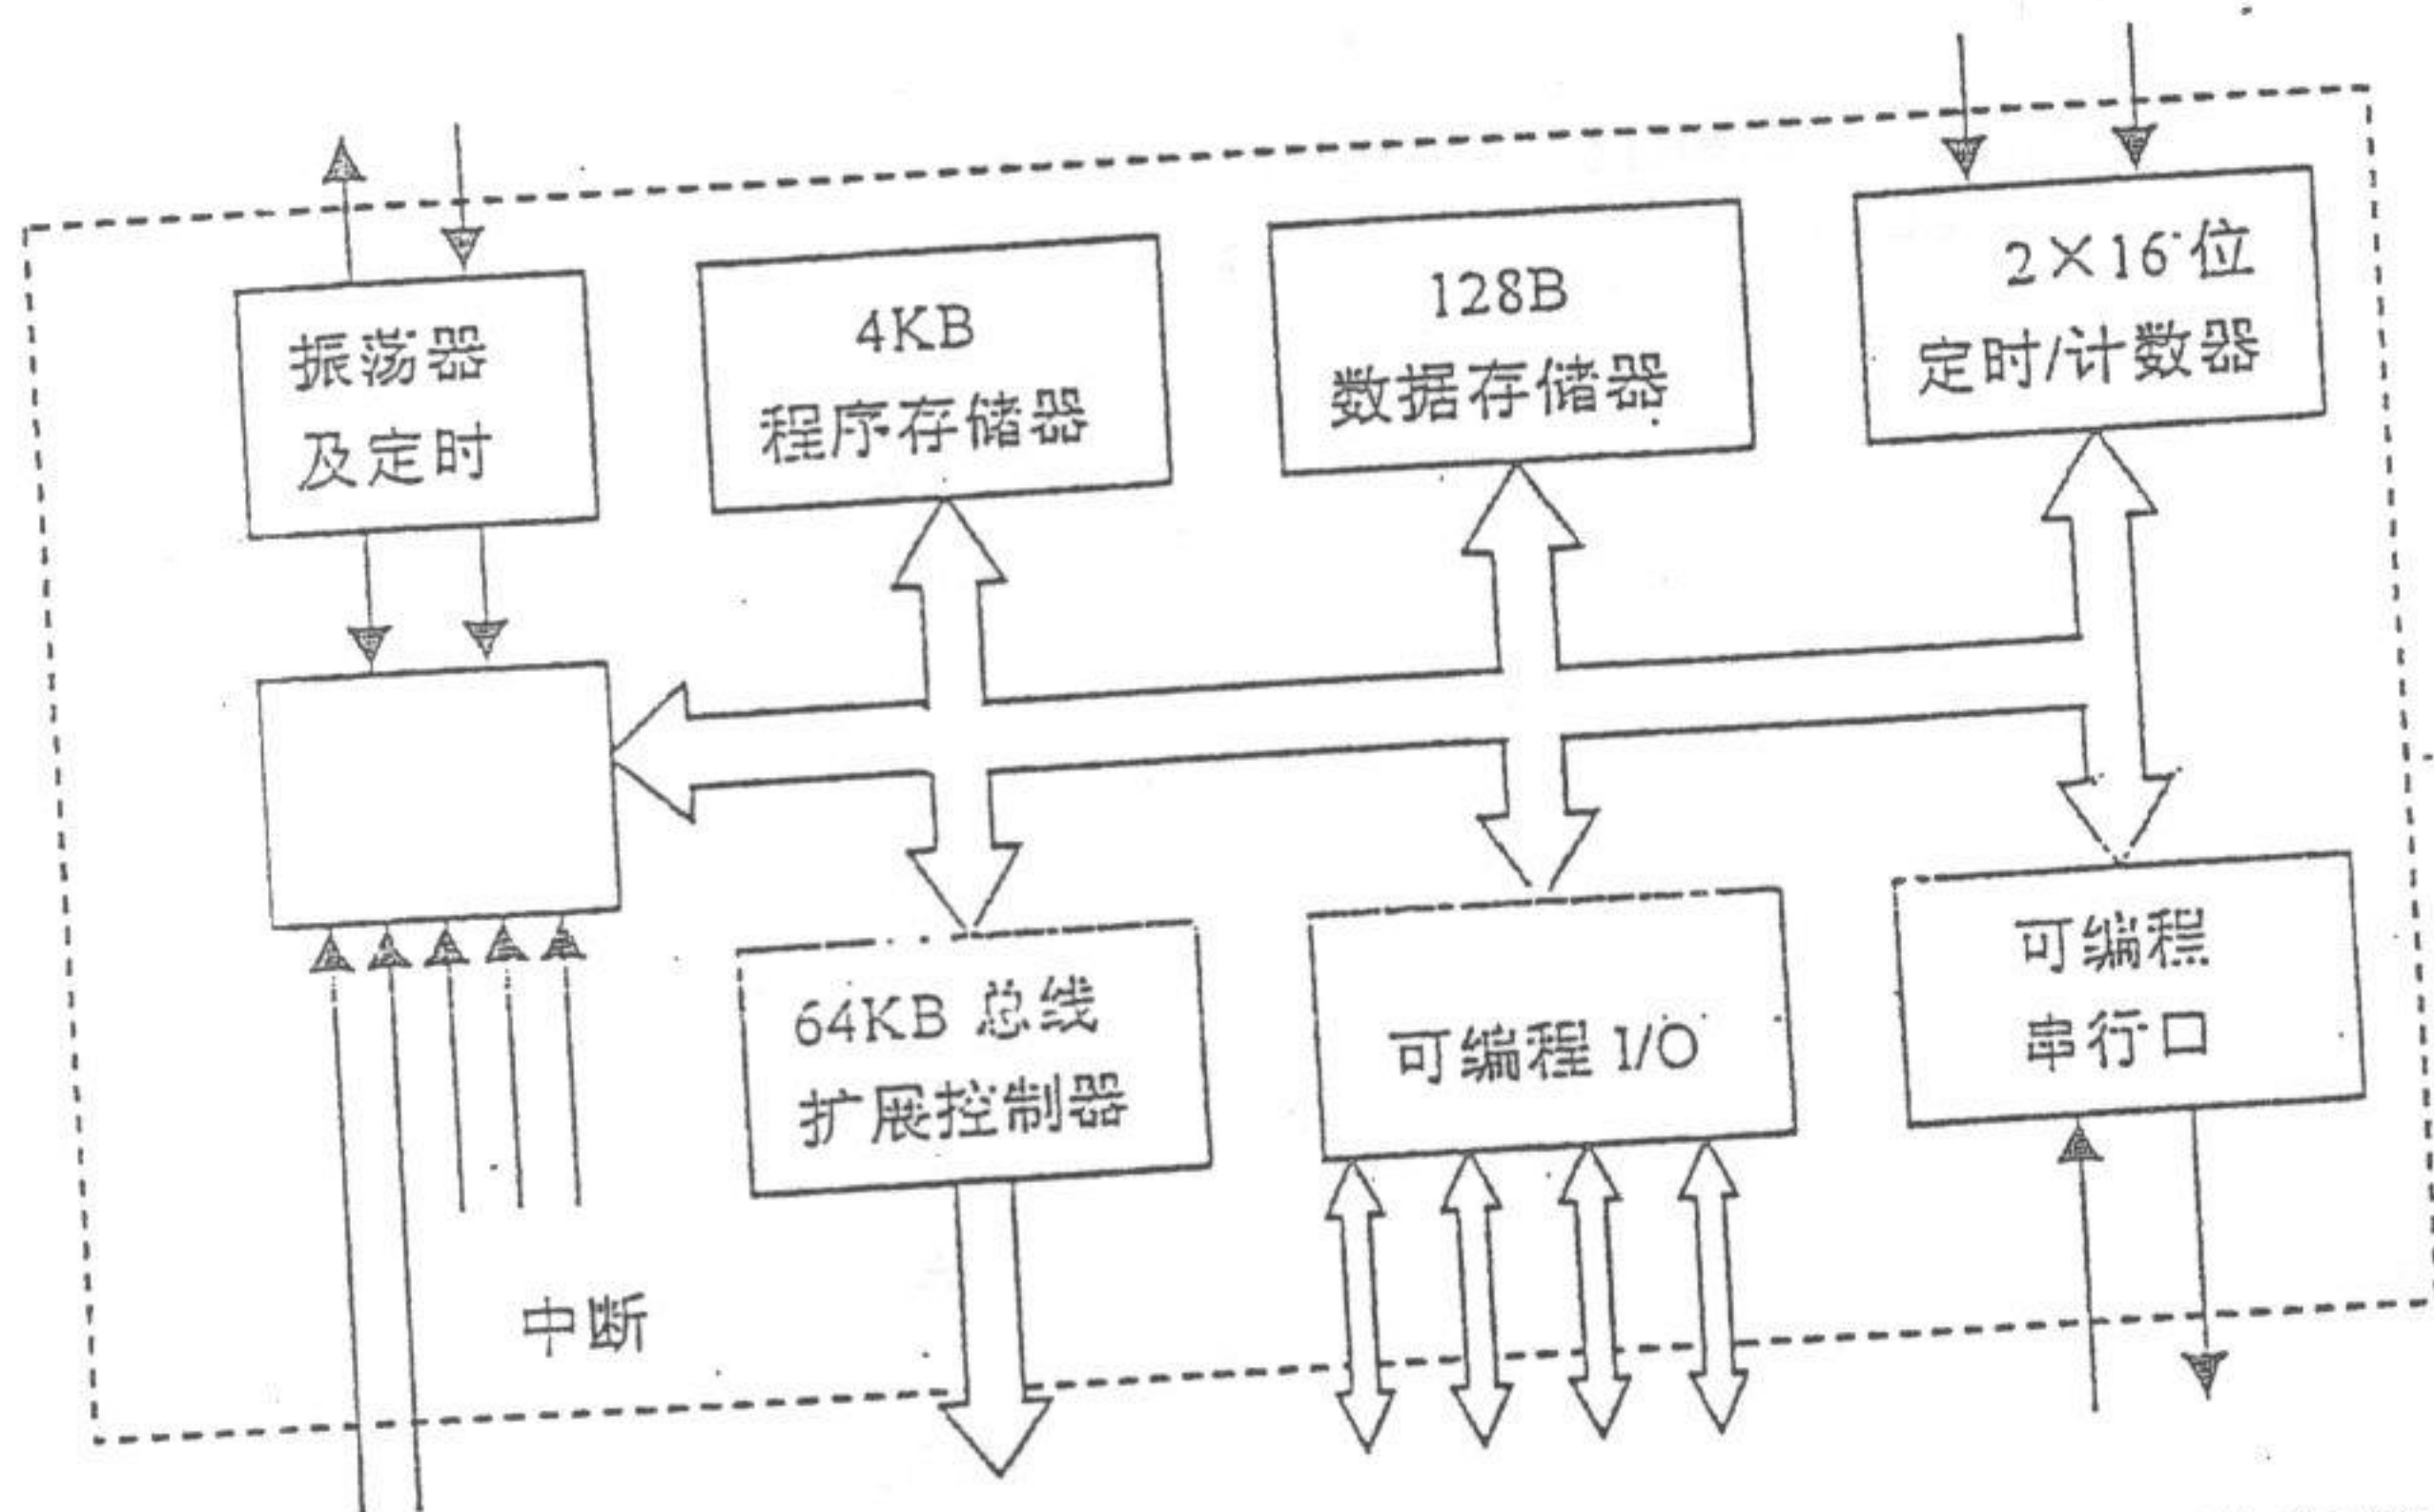 振荡器
及定时
4KB
程序存储器
128B
数据存储器
2×16位
定时/计数器
64KB 总线
扩展控制器
可编程 I/O
可编程
串行口
中断